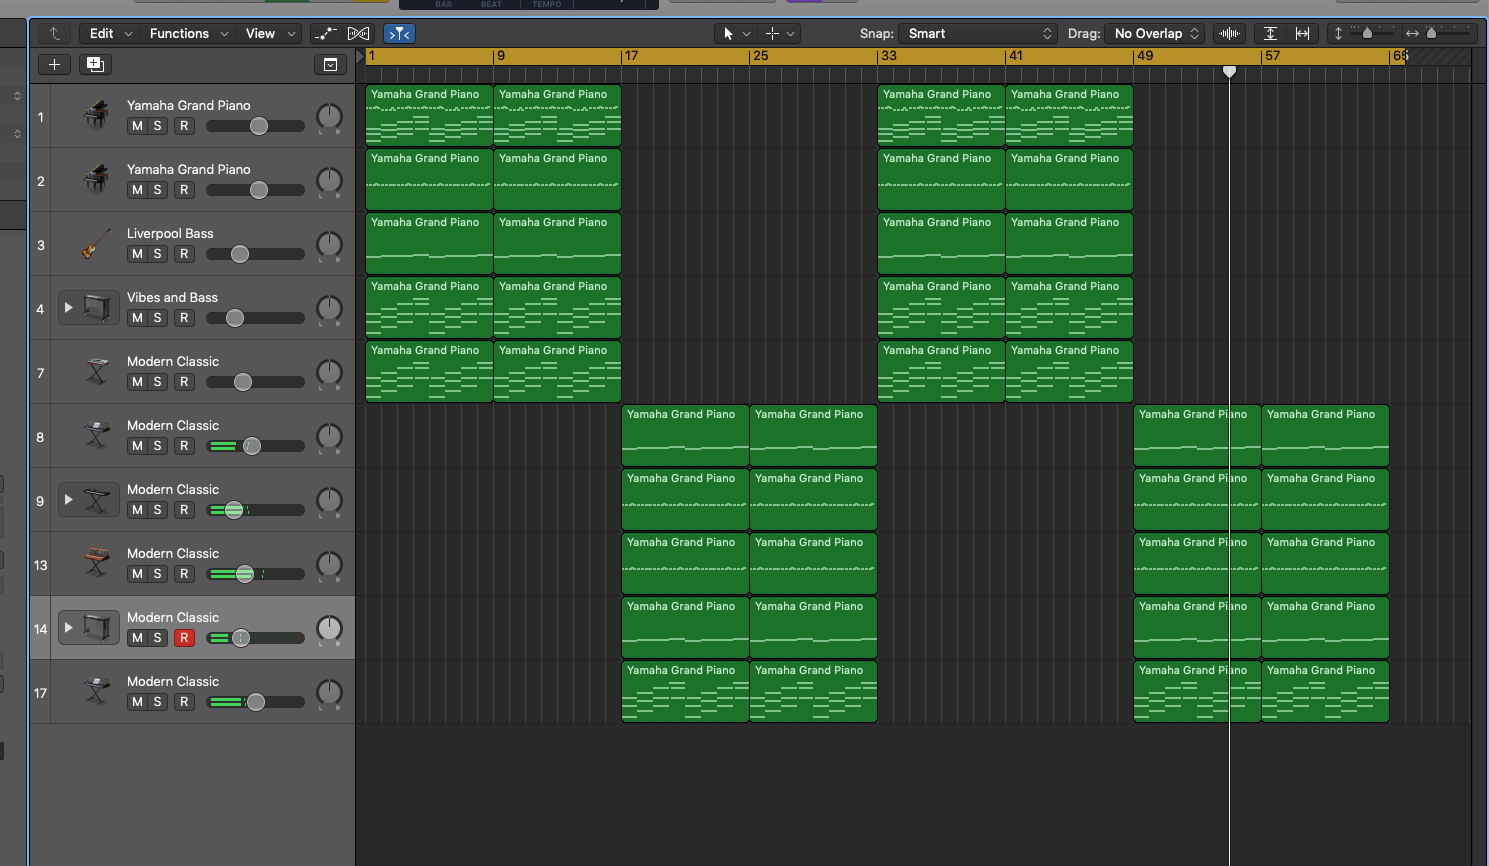 BAR BEAT TEMPO
Edit Functions View Snap: Smart Drag: No Overlap
1 9 17 25 33 41 49 57 65
1 Yamaha Grand Piano
M S R L R
Yamaha Grand Piano Yamaha Grand Piano Yamaha Grand Piano Yamaha Grand Piano
2 Yamaha Grand Piano
M S R L R
Yamaha Grand Piano Yamaha Grand Piano Yamaha Grand Piano Yamaha Grand Piano
3 Liverpool Bass
M S R L R
Yamaha Grand Piano Yamaha Grand Piano Yamaha Grand Piano Yamaha Grand Piano
4 Vibes and Bass
M S R L R
Yamaha Grand Piano Yamaha Grand Piano Yamaha Grand Piano Yamaha Grand Piano
7 Modern Classic
M S R L R
Yamaha Grand Piano Yamaha Grand Piano Yamaha Grand Piano Yamaha Grand Piano
8 Modern Classic
M S R L R
Yamaha Grand Piano Yamaha Grand Piano Yamaha Grand Piano Yamaha Grand Piano
9 Modern Classic
M S R L R
Yamaha Grand Piano Yamaha Grand Piano Yamaha Grand Piano Yamaha Grand Piano
13 Modern Classic
M S R L R
Yamaha Grand Piano Yamaha Grand Piano Yamaha Grand Piano Yamaha Grand Piano
14 Modern Classic
M S R L R
Yamaha Grand Piano Yamaha Grand Piano Yamaha Grand Piano Yamaha Grand Piano
17 Modern Classic
M S R L R
Yamaha Grand Piano Yamaha Grand Piano Yamaha Grand Piano Yamaha Grand Piano